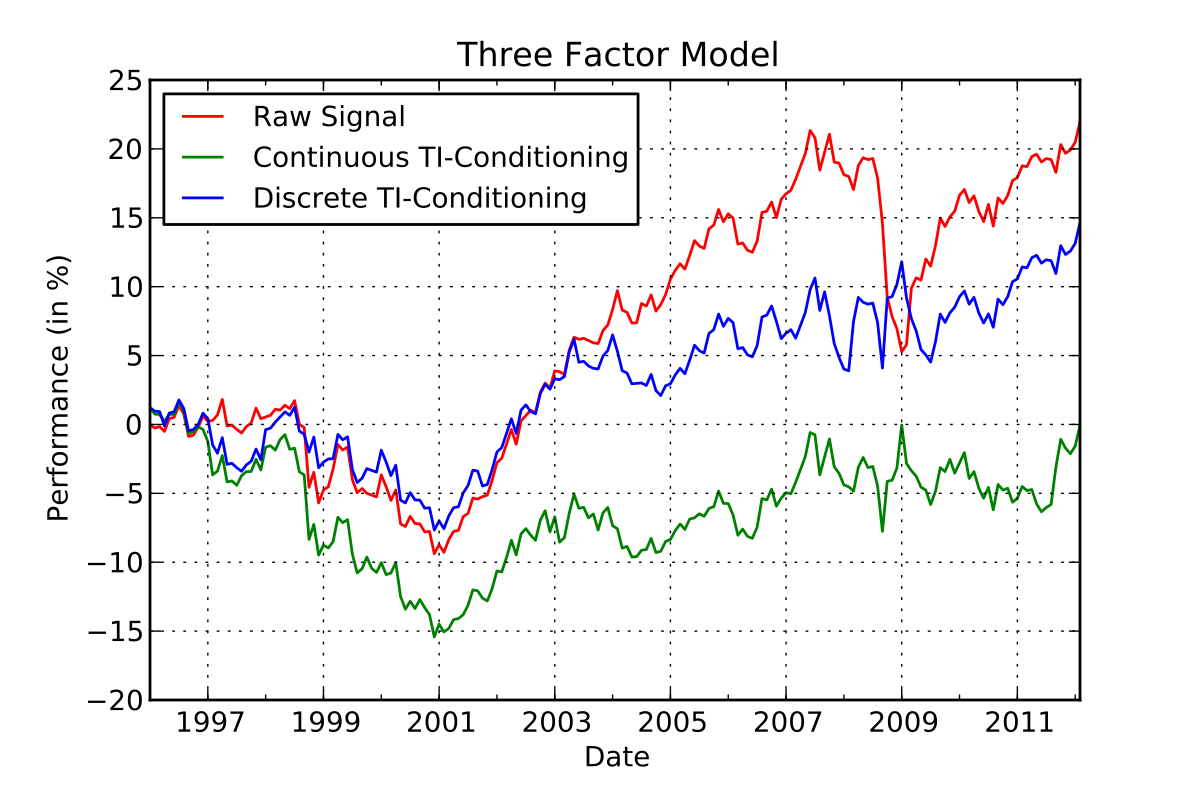 Three Factor Model
Raw Signal
Continuous TI-Conditioning
Discrete TI-Conditioning
25
20
15
10
5
0
−5
−10
−15
−20
Performance (in %)
1997 1999 2001 2003 2005 2007 2009 2011
Date